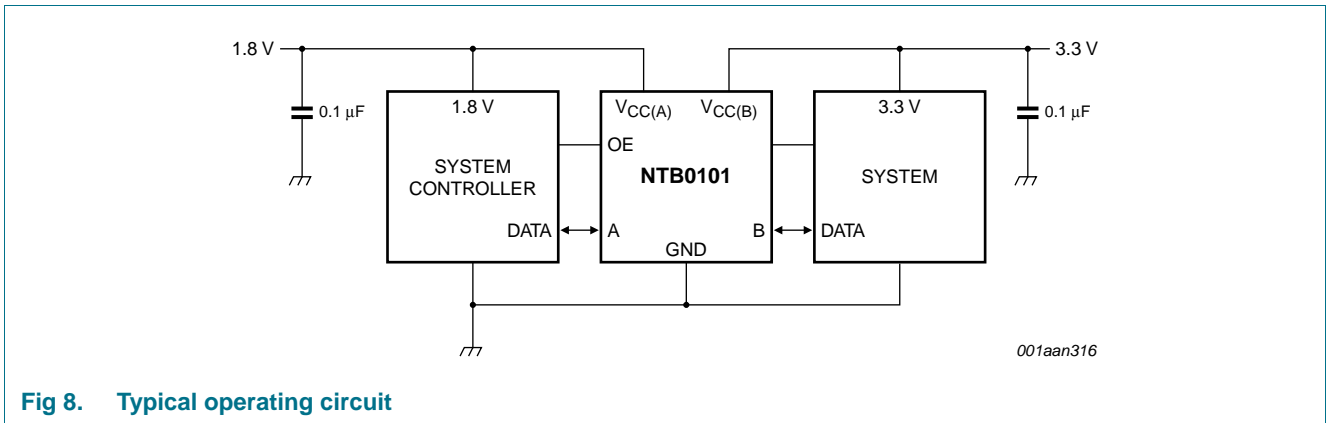 1.8 V
3.3 V
0.1 μF
1.8 V
VCC(A)
VCC(B)
3.3 V
0.1 μF
OE
SYSTEM
CONTROLLER
NTB0101
SYSTEM
DATA
A
B
DATA
GND
001aan316
Fig 8. Typical operating circuit